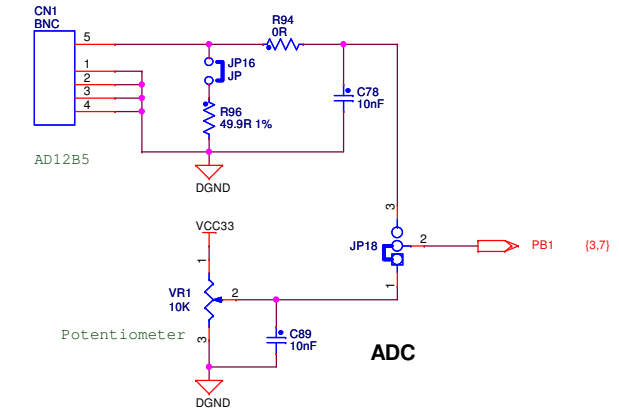 CN1
BNC
5
1
2
3
4
AD12B5
R94
0R
JP16
JP
R96
49.9R 1%
C78
10nF
DGND
VCC33
1
VR1
10K
2
3
Potentiometer
C89
10nF
DGND
3
JP18
2
1
PB1 {3,7}
ADC